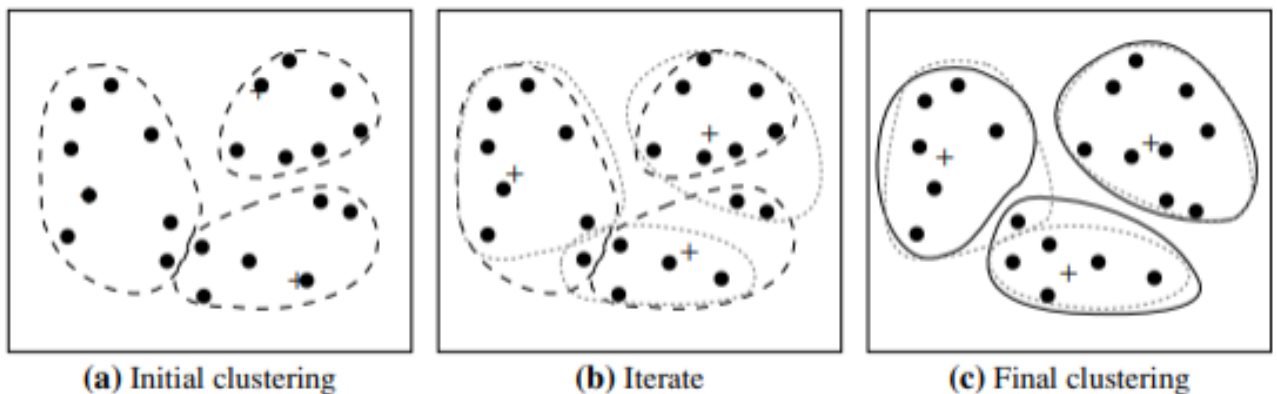 (a) Initial clustering
(b) Iterate
(c) Final clustering